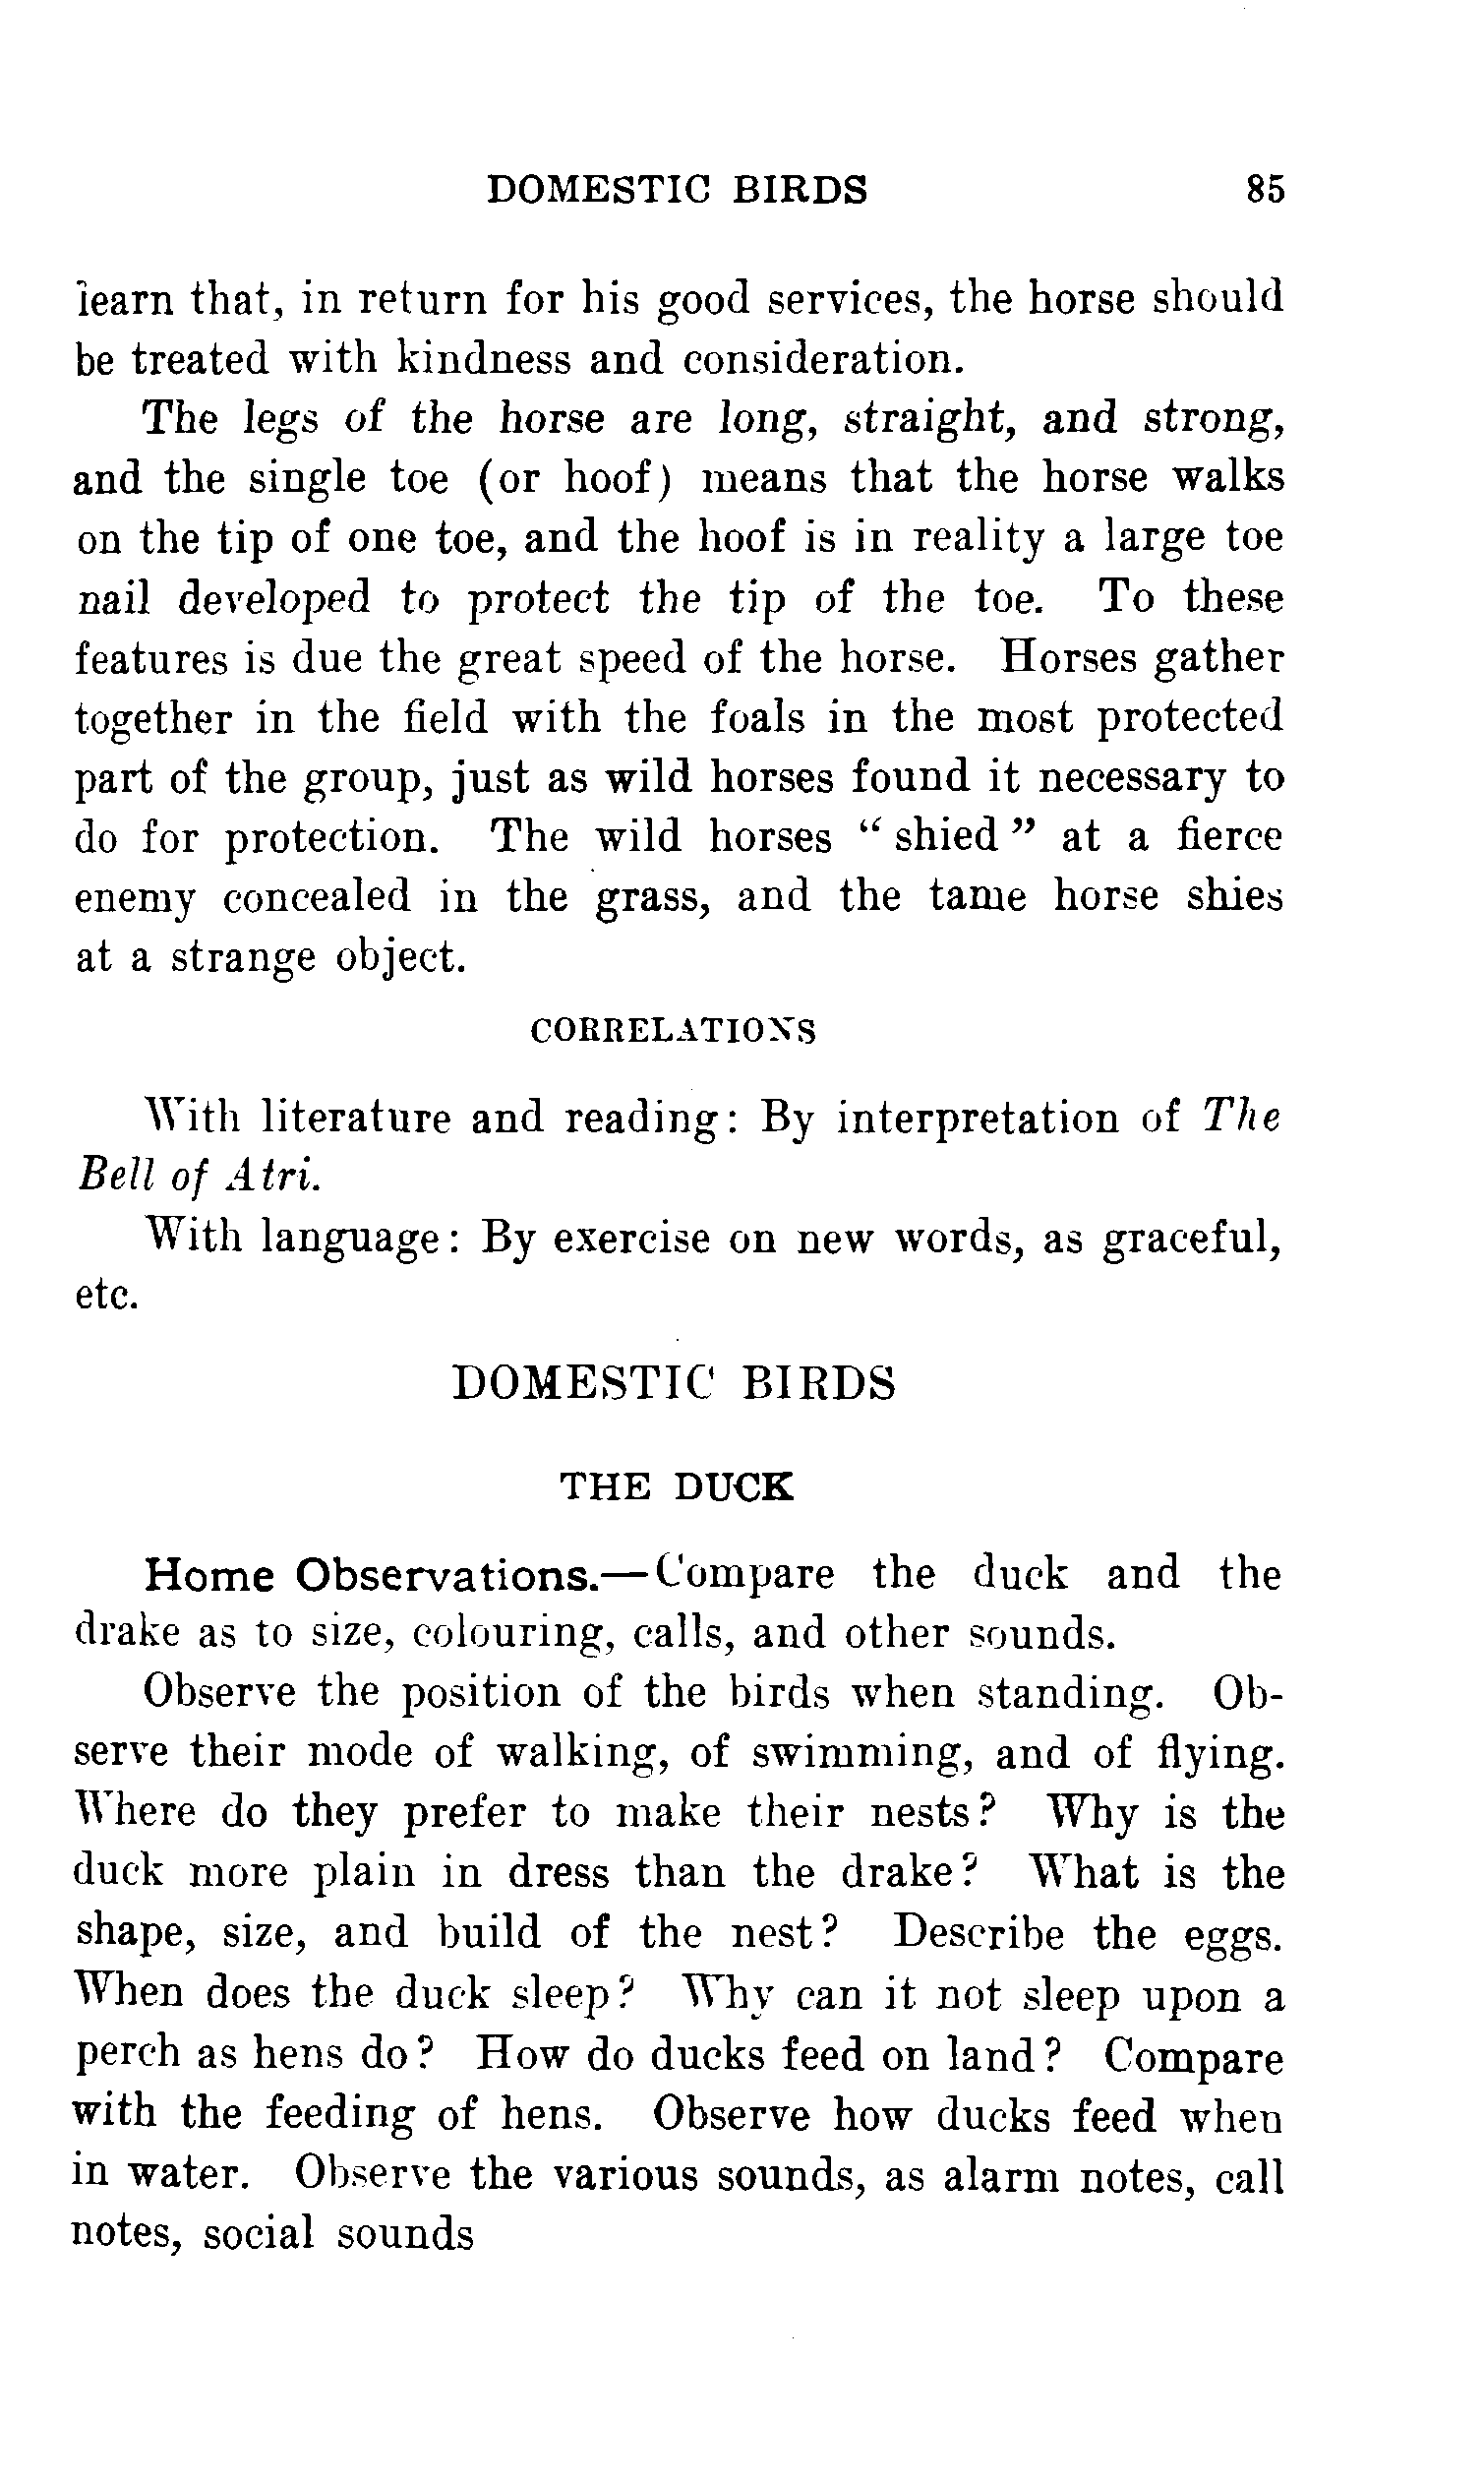 DOMESTIC BIRDS 85
learn that, in return for his good services, the horse should
be treated with kindness and consideration.
The legs of the horse are long, straight, and strong,
and the single toe (or hoof) means that the horse walks
on the tip of one toe, and the hoof is in reality a large toe
nail developed to protect the tip of the toe. To these
features is due the great speed of the horse. Horses gather
together in the field with the foals in the most protected
part of the group, just as wild horses found it necessary to
do for protection. The wild horses “ shied ” at a fierce
enemy concealed in the grass, and the tame horse shies
at a strange object.
CORRELATIONS
With literature and reading: By interpretation of The
Bell of Atri.
With language: By exercise on new words, as graceful,
etc.
DOMESTIC BIRDS
THE DUCK
Home Observations.—Compare the duck and the
drake as to size, colouring, calls, and other sounds.
Observe the position of the birds when standing. Ob-
serve their mode of walking, of swimming, and of flying.
Where do they prefer to make their nests? Why is the
duck more plain in dress than the drake? What is the
shape, size, and build of the nest? Describe the eggs.
When does the duck sleep? Why can it not sleep upon a
perch as hens do? How do ducks feed on land? Compare
with the feeding of hens. Observe how ducks feed when
in water. Observe the various sounds, as alarm notes, call
notes, social sounds